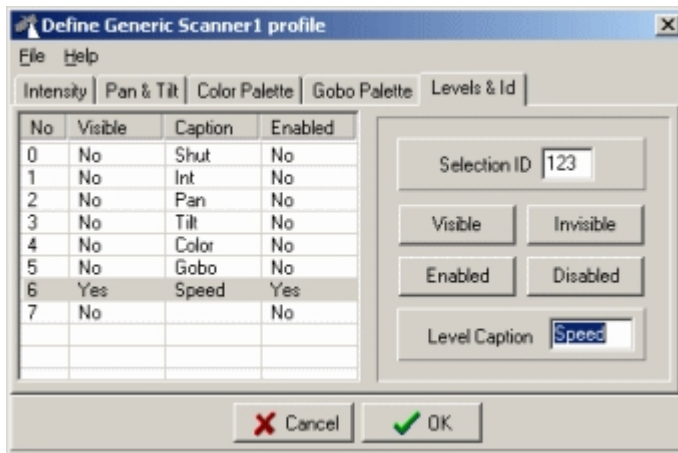 Define Generic Scanner1 profile
File Help
Intensity Pan & Tilt Color Palette Gobo Palette Levels & Id
No Visible Caption Enabled
0 No Shut No
1 No Int No
2 No Pan No
3 No Tilt No
4 No Color No
5 No Gobo No
6 Yes Speed Yes
7 No No
Selection ID 123
Visible Invisible
Enabled Disabled
Level Caption Speed
Cancel OK